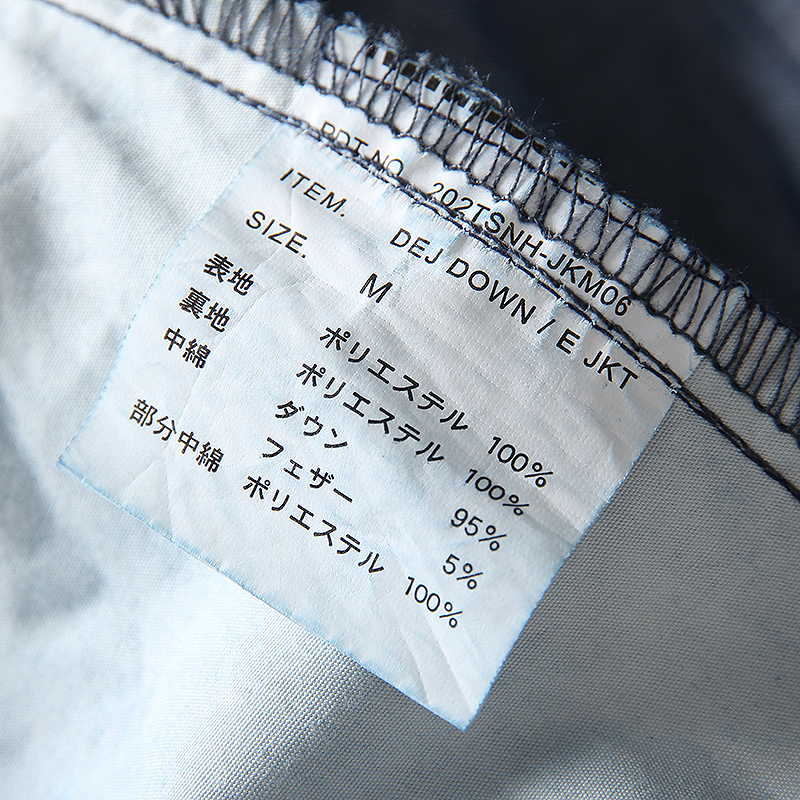 PDT.NO. 202TSNH-JKM06
ITEM. DEJ DOWN / E JKT
SIZE. M
表地 ポリエステル 100%
裏地 ポリエステル 100%
中綿 ダウン 95%
フェザー 5%
部分中綿 ポリエステル 100%